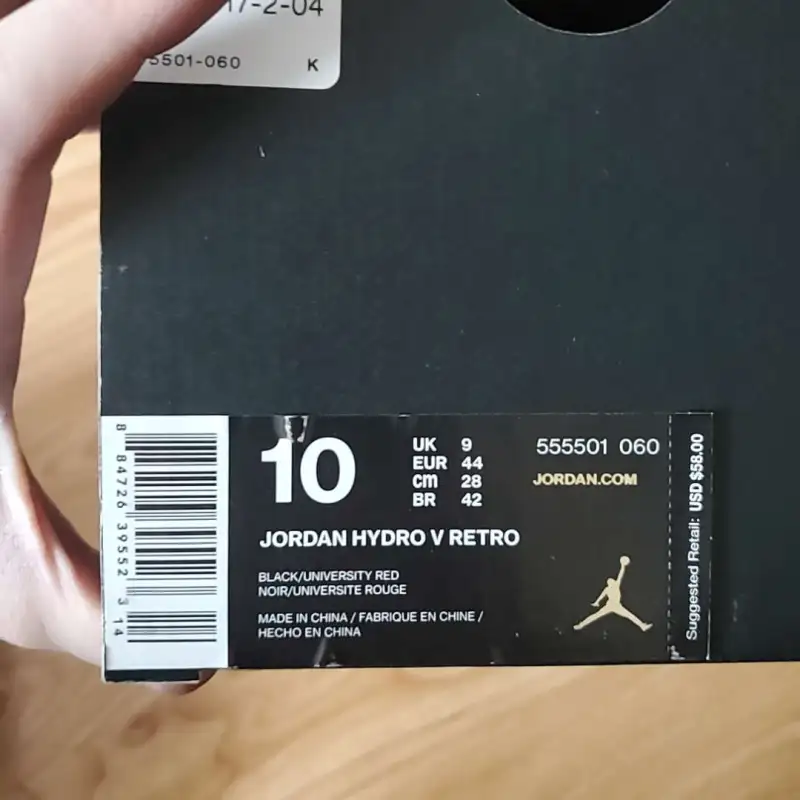 17-2-04
55501-060 K
8 84726 39552 3 14
10
UK 9
EUR 44
cm 28
BR 42
555501 060
JORDAN.COM
JORDAN HYDRO V RETRO
BLACK/UNIVERSITY RED
NOIR/UNIVERSITE ROUGE
MADE IN CHINA / FABRIQUE EN CHINE /
HECHO EN CHINA
Suggested Retail: USD $58.00